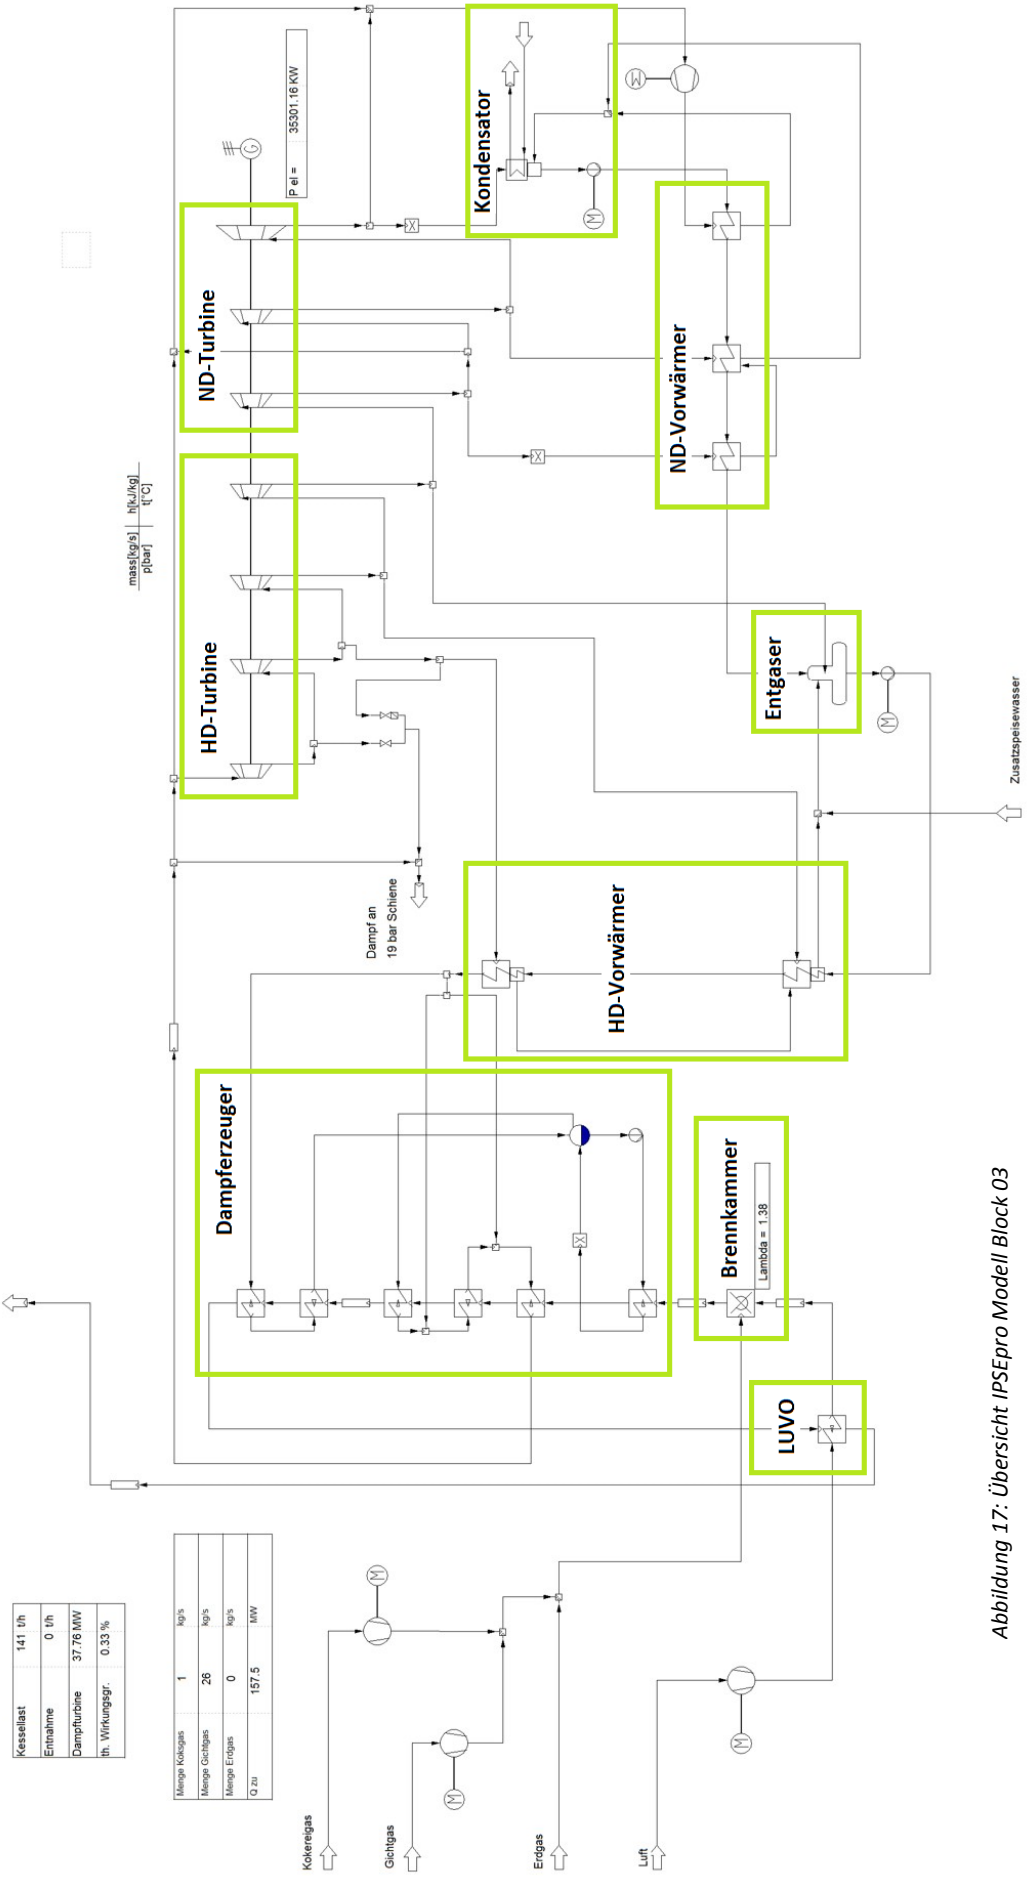 Kessellast 141 t/h
Entnahme 0 t/h
Dampfturbine 37.76 MW
th. Wirkungsgr. 0.33 %
Menge Koksgas 1 kg/s
Menge Gichtgas 26 kg/s
Menge Erdgas 0 kg/s
Q zu 157.5 MW
Kokereigas
Gichtgas
Erdgas
Luft
M
M
M
LUVO
Brennkammer
Lambda = 1.38
Dampferzeuger
X
HD-Vorwärmer
Dampf an
19 bar Schiene
Zusatzspeisewasser
Entgaser
M
HD-Turbine
mass[kg/s] h[kJ/kg]
p[bar] t[°C]
ND-Turbine
ND-Vorwärmer
X
X
Kondensator
M
M
G
P el = 35301.16 KW
Abbildung 17: Übersicht IPSEpro Modell Block 03